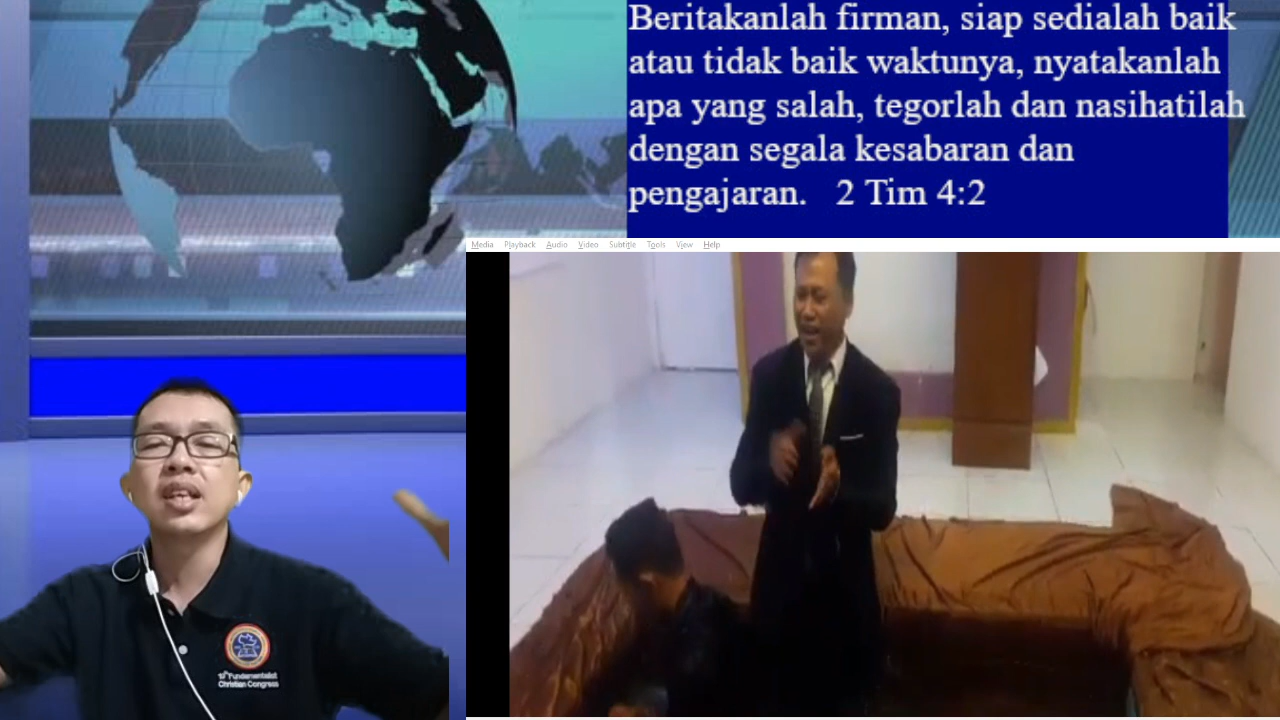 Beritakanlah firman, siap sedialah baik
atau tidak baik waktunya, nyatakanlah
apa yang salah, tegorlah dan nasihatilah
dengan segala kesabaran dan
pengajaran. 2 Tim 4:2
Media Playback Audio Video Subtitle Tools View Help
Fundamentalist
Christian Congress